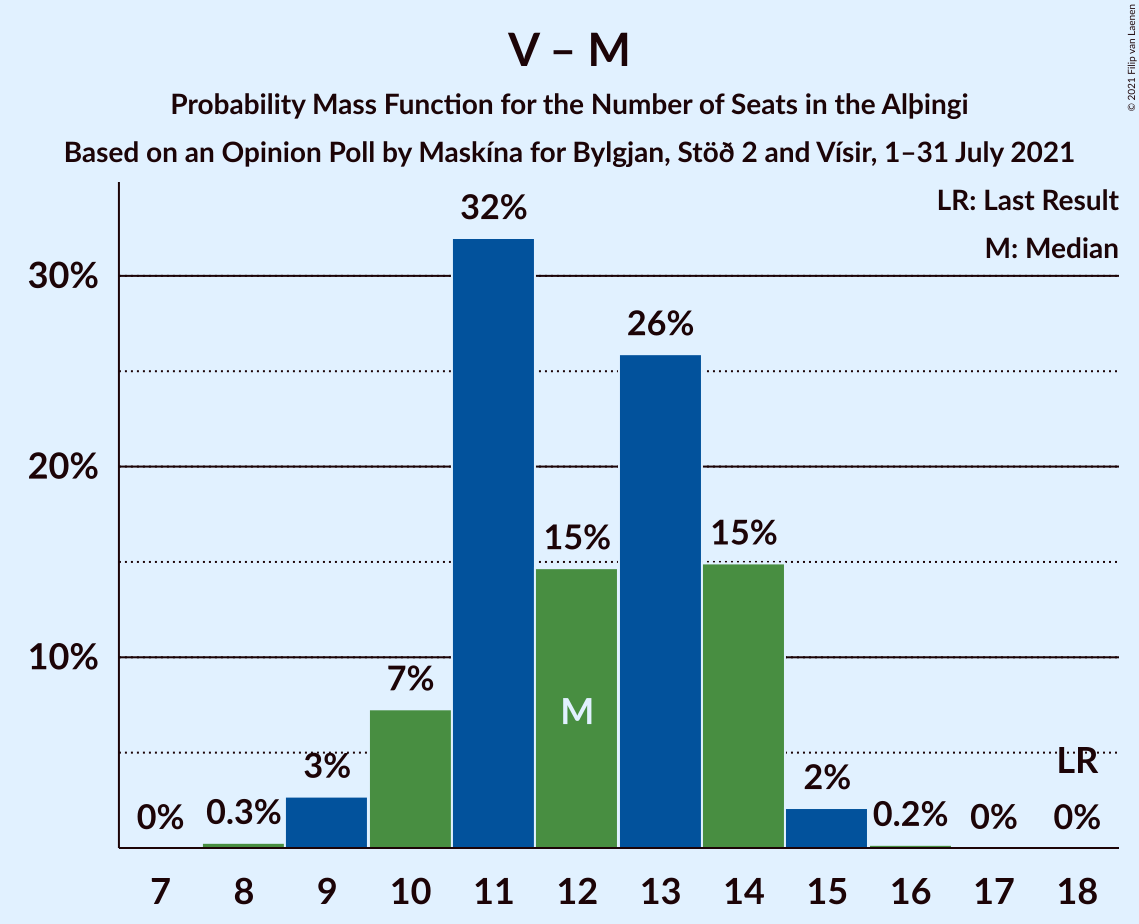 V – M
Probability Mass Function for the Number of Seats in the Alþingi
Based on an Opinion Poll by Maskína for Bylgjan, Stöð 2 and Vísir, 1–31 July 2021
© 2021 Filip van Laenen
LR: Last Result
M: Median
30%
20%
10%
0%
0.3%
3%
7%
32%
15%
M
26%
15%
2%
0.2%
0%
LR
0%
7 8 9 10 11 12 13 14 15 16 17 18